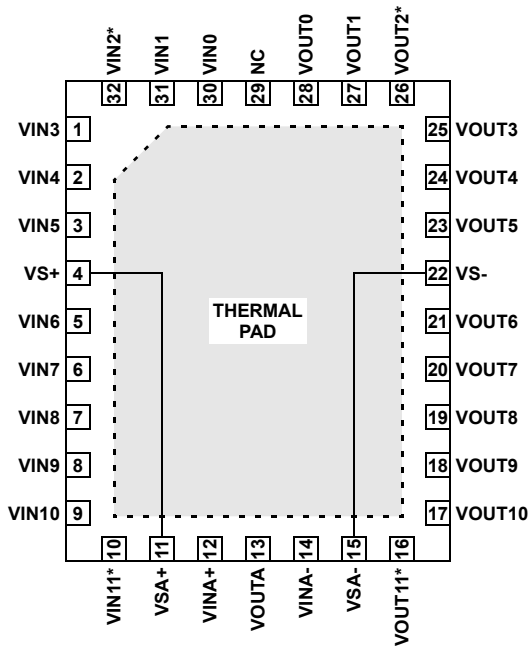 VIN2*
VIN1
VIN0
NC
VOUT0
VOUT1
VOUT2*
32
31
30
29
28
27
26
VIN3 1
25 VOUT3
VIN4 2
24 VOUT4
VIN5 3
23 VOUT5
VS+ 4
22 VS-
THERMAL
PAD
VIN6 5
21 VOUT6
VIN7 6
20 VOUT7
VIN8 7
19 VOUT8
VIN9 8
18 VOUT9
VIN10 9
17 VOUT10
10
11
12
13
14
15
16
VIN11*
VSA+
VINA+
VOUTA
VINA-
VSA-
VOUT11*